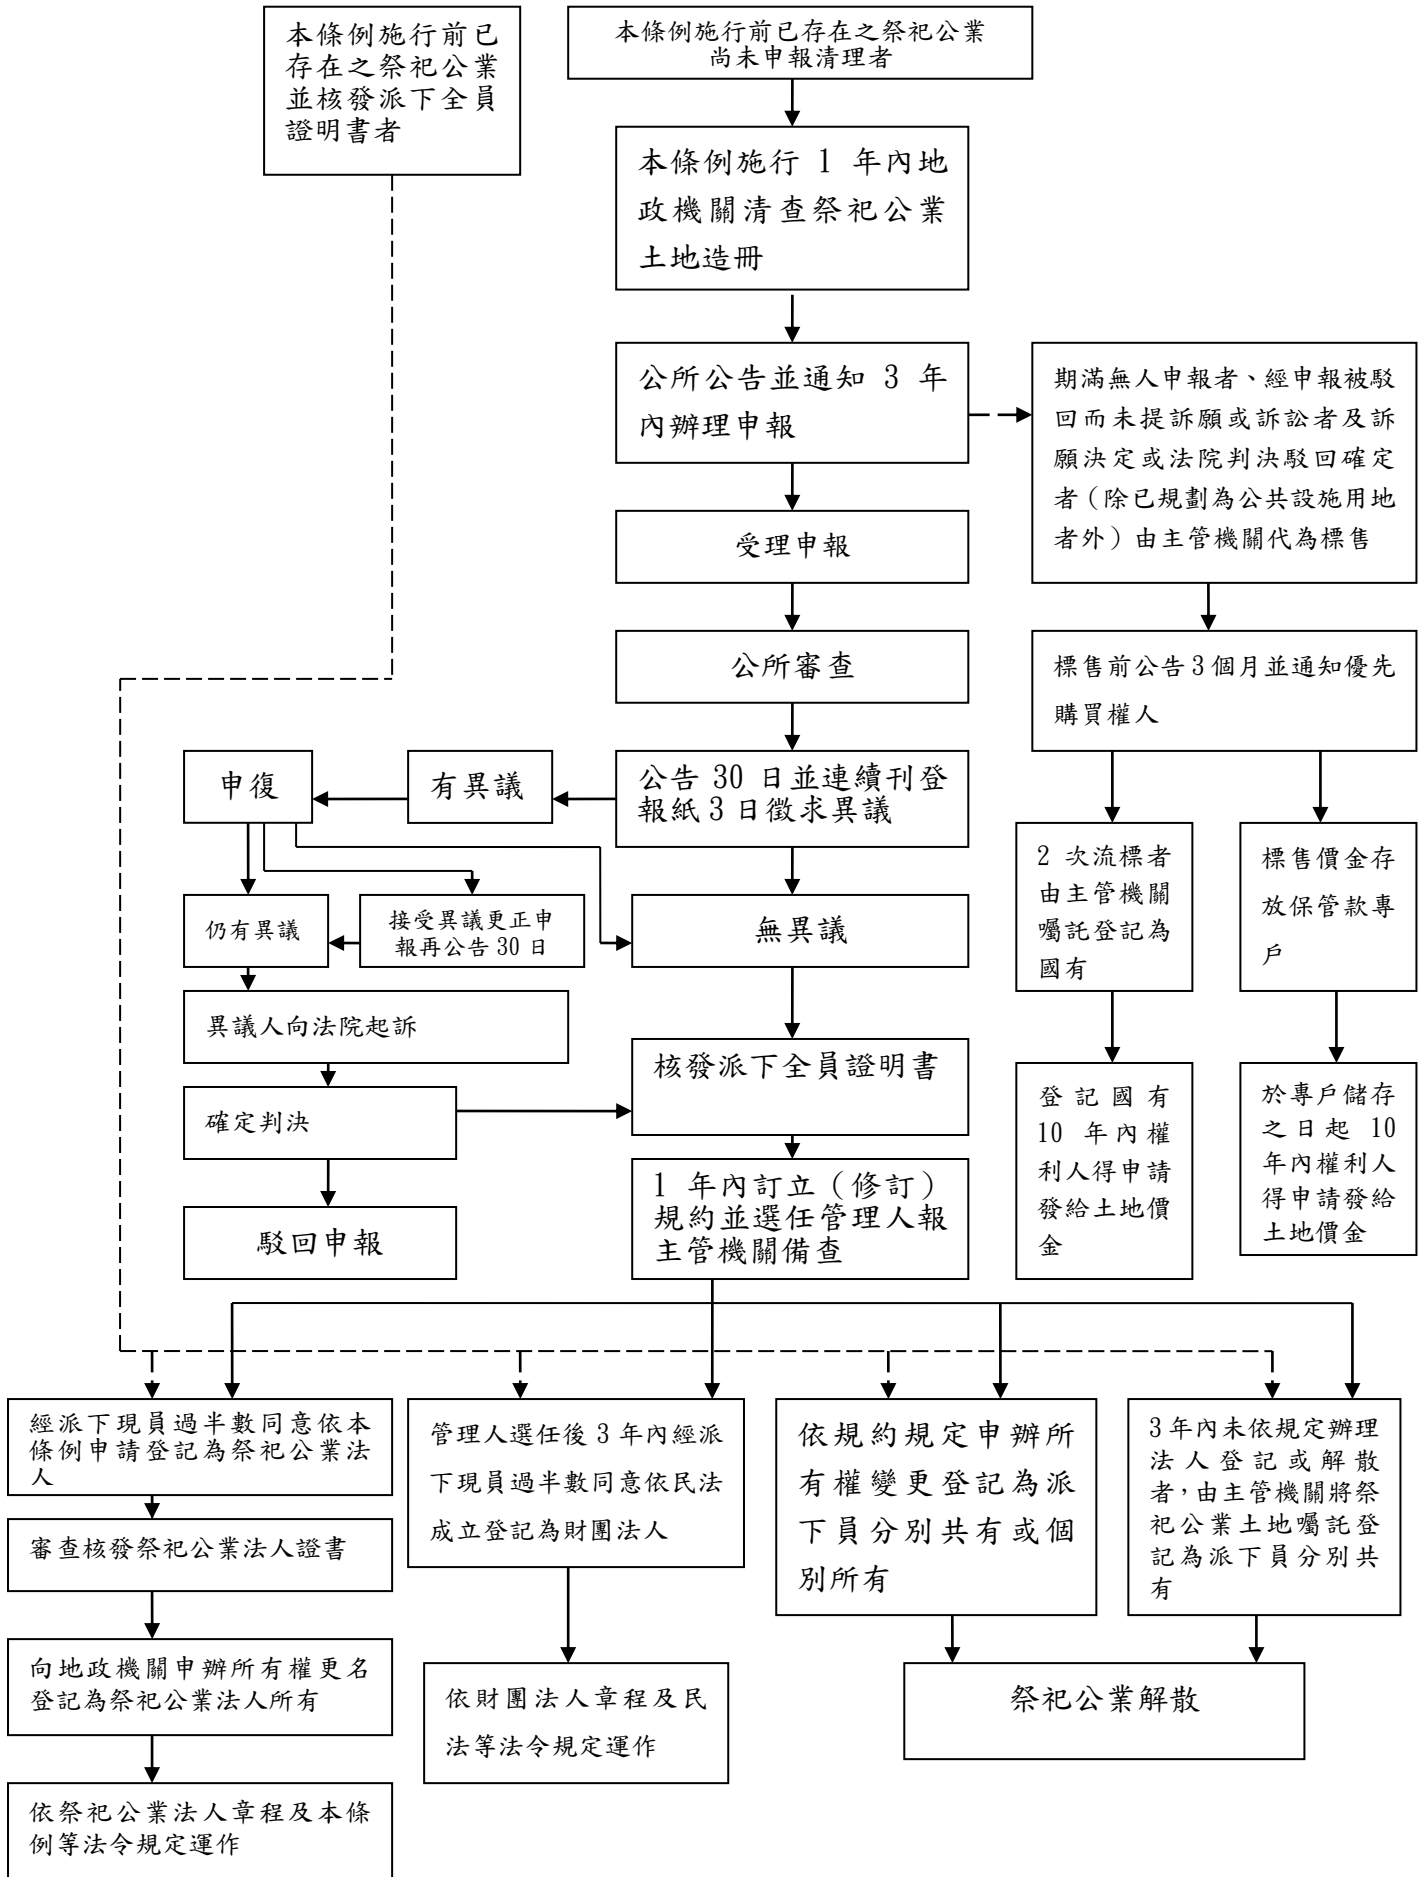 本條例施行前已
存在之祭祀公業
並核發派下全員
證明書者
本條例施行前已存在之祭祀公業
尚未申報清理者
本條例施行 1 年內地
政機關清查祭祀公業
土地造冊
公所公告並通知 3 年
內辦理申報
期滿無人申報者、經申報被駁
回而未提訴願或訴訟者及訴
願決定或法院判決駁回確定
者（除已規劃為公共設施用地
者外）由主管機關代為標售
受理申報
公所審查
標售前公告3個月並通知優先
購買權人
申復
有異議
公告 30 日並連續刊登
報紙3日徵求異議
2 次流標者
由主管機關
囑託登記為
國有
標售價金存
放保管款專
戶
仍有異議
接受異議更正申
報再公告30日
無異議
異議人向法院起訴
核發派下全員證明書
確定判決
登記國有
10 年內權
利人得申請
發給土地價
金
於專戶儲存
之日起 10
年內權利人
得申請發給
土地價金
駁回申報
1 年內訂立（修訂）
規約並選任管理人報
主管機關備查
經派下現員過半數同意依本
條例申請登記為祭祀公業法
人
管理人選任後3年內經派
下現員過半數同意依民法
成立登記為財團法人
依規約規定申辦所
有權變更登記為派
下員分別共有或個
別所有
3年內未依規定辦理
法人登記或解散
者，由主管機關將祭
祀公業土地囑託登
記為派下員分別共
有
審查核發祭祀公業法人證書
向地政機關申辦所有權更名
登記為祭祀公業法人所有
依財團法人章程及民
法等法令規定運作
祭祀公業解散
依祭祀公業法人章程及本條
例等法令規定運作